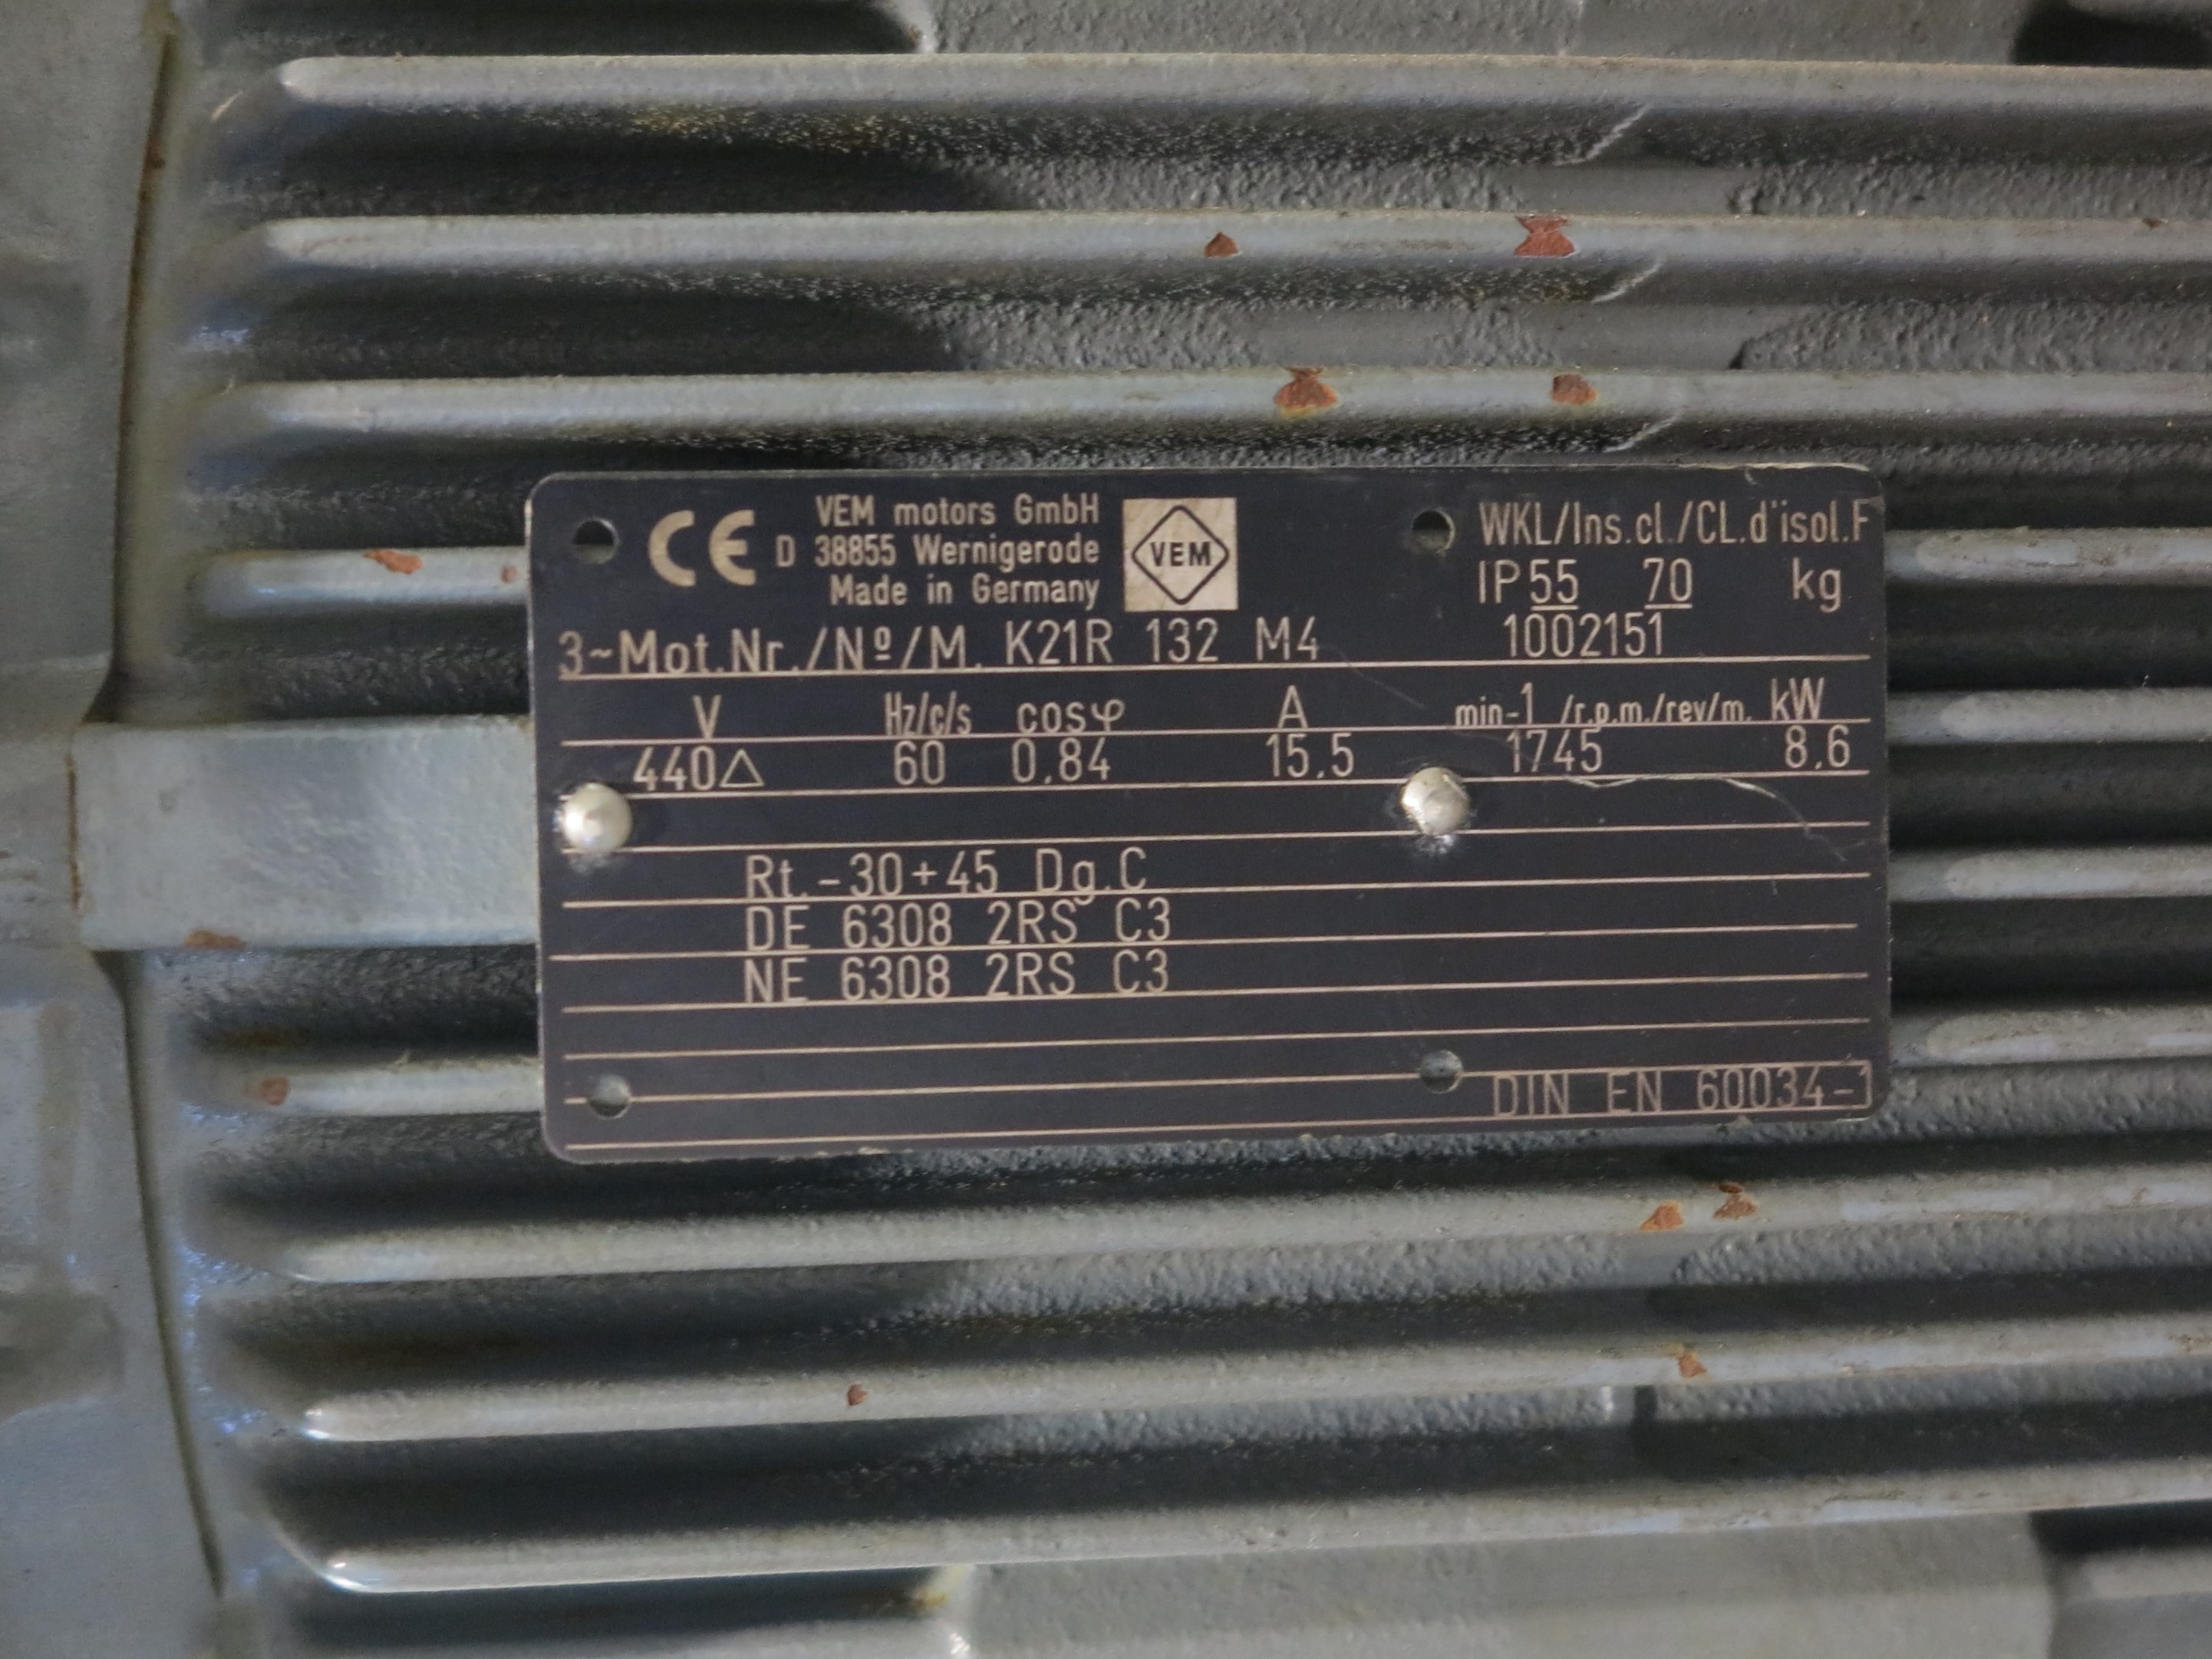 CE
VEM motors GmbH
D 38855 Wernigerode
Made in Germany
VEM
WKL/Ins.cl./CL.d'isol.F
IP55 70 kg
3~Mot.Nr./Nº/M. K21R 132 M4 1002151
V Hz/c/s cosφ A min-1 /r.p.m./rev/m. kW
440△ 60 0.84 15.5 1745 8.6
Rt.-30+45 Dg.C
DE 6308 2RS C3
NE 6308 2RS C3
DIN EN 60034-1